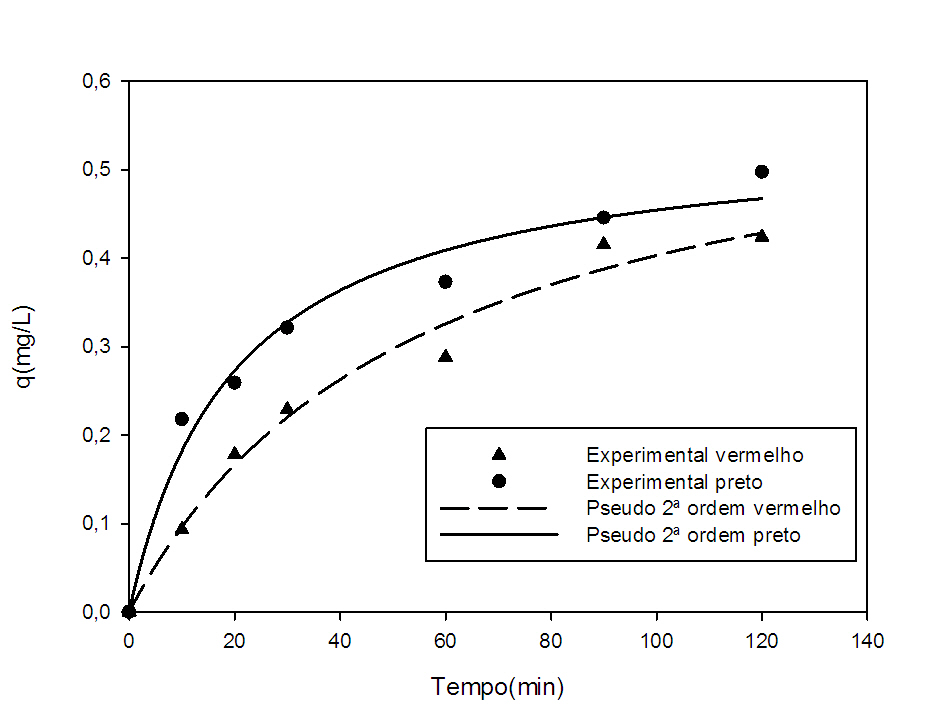 0,6
0,5
0,4
0,3
0,2
0,1
0,0
q(mg/L)
Experimental vermelho
Experimental preto
Pseudo 2ª ordem vermelho
Pseudo 2ª ordem preto
0 20 40 60 80 100 120 140
Tempo(min)